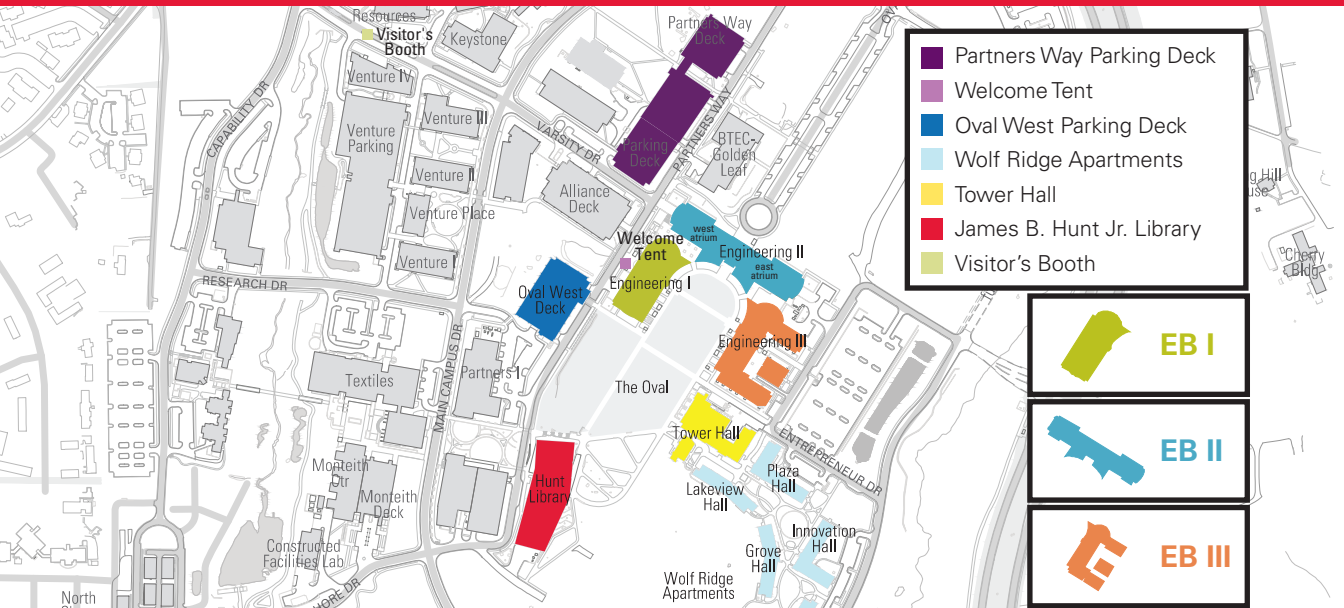 Resources
Visitor's
Booth
Keystone
Partners Way
Deck
Venture IV
Venture III
Venture
Parking
CAPABILITY DR
VARSITY DR
Parking
Deck
PARTNERS WAY
BTEC-
Golden
Leaf
Venture II
Alliance
Deck
Venture Place
Venture I
Welcome
Tent
west
atrium
Engineering II
east
atrium
Engineering I
RESEARCH DR
Oval West
Deck
Engineering III
MAIN CAMPUS DR
Textiles
Partners I
The Oval
Tower Hall
ENTREPRENEUR DR
Monteith
Ctr
Monteith
Deck
Hunt
Library
Plaza
Hall
Lakeview
Hall
Innovation
Hall
Grove
Hall
Constructed
Facilities Lab
Wolf Ridge
Apartments
North
HORE DR
Partners Way Parking Deck
Welcome Tent
Oval West Parking Deck
Wolf Ridge Apartments
Tower Hall
James B. Hunt Jr. Library
Visitor's Booth
g Hill
use
Cherry
Bldg
EB I
EB II
EB III